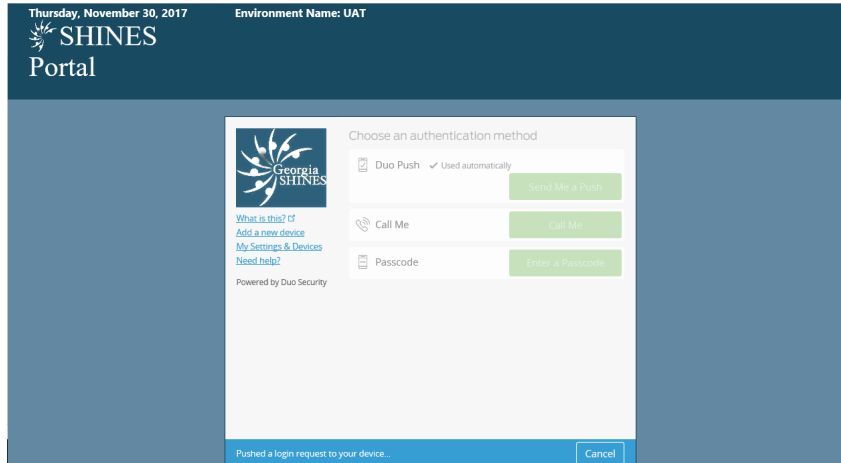 Thursday, November 30, 2017 Environment Name: UAT
SHINES
Portal
Georgia
SHINES
What is this?
Add a new device
My Settings & Devices
Need help?
Powered by Duo Security
Choose an authentication method
Duo Push ✓ Used automatically
Send Me a Push
Call Me Call Me
Passcode Enter a Passcode
Pushed a login request to your device... Cancel